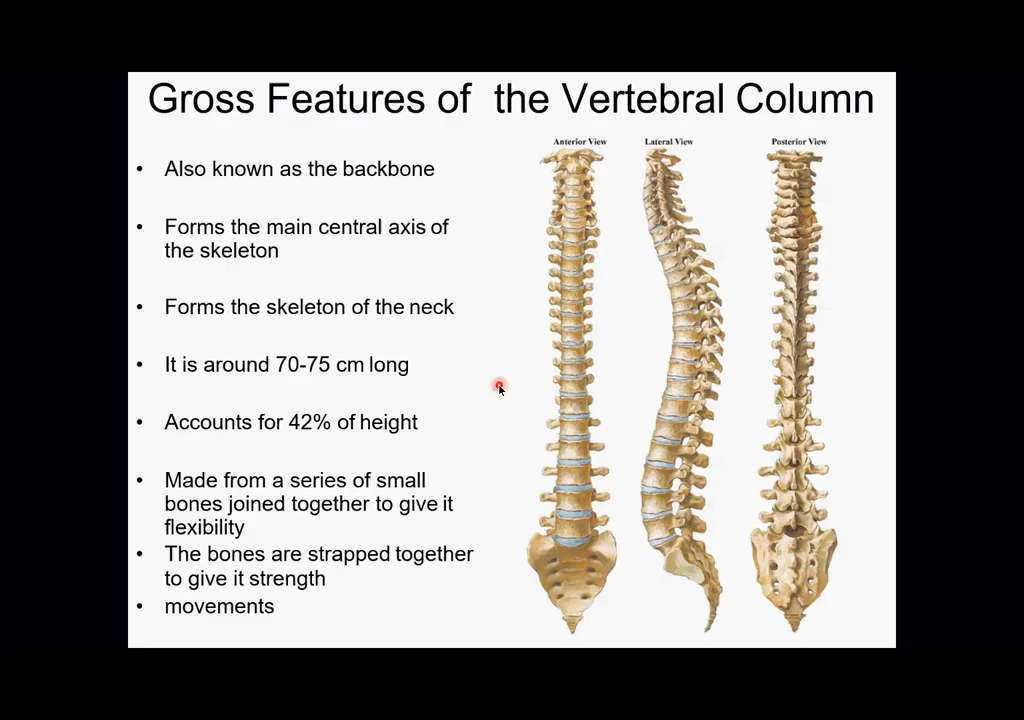 Gross Features of the Vertebral Column
Anterior View
Lateral View
Posterior View
• Also known as the backbone
• Forms the main central axis of
the skeleton
• Forms the skeleton of the neck
• It is around 70-75 cm long
• Accounts for 42% of height
• Made from a series of small
bones joined together to give it
flexibility
• The bones are strapped together
to give it strength
• movements